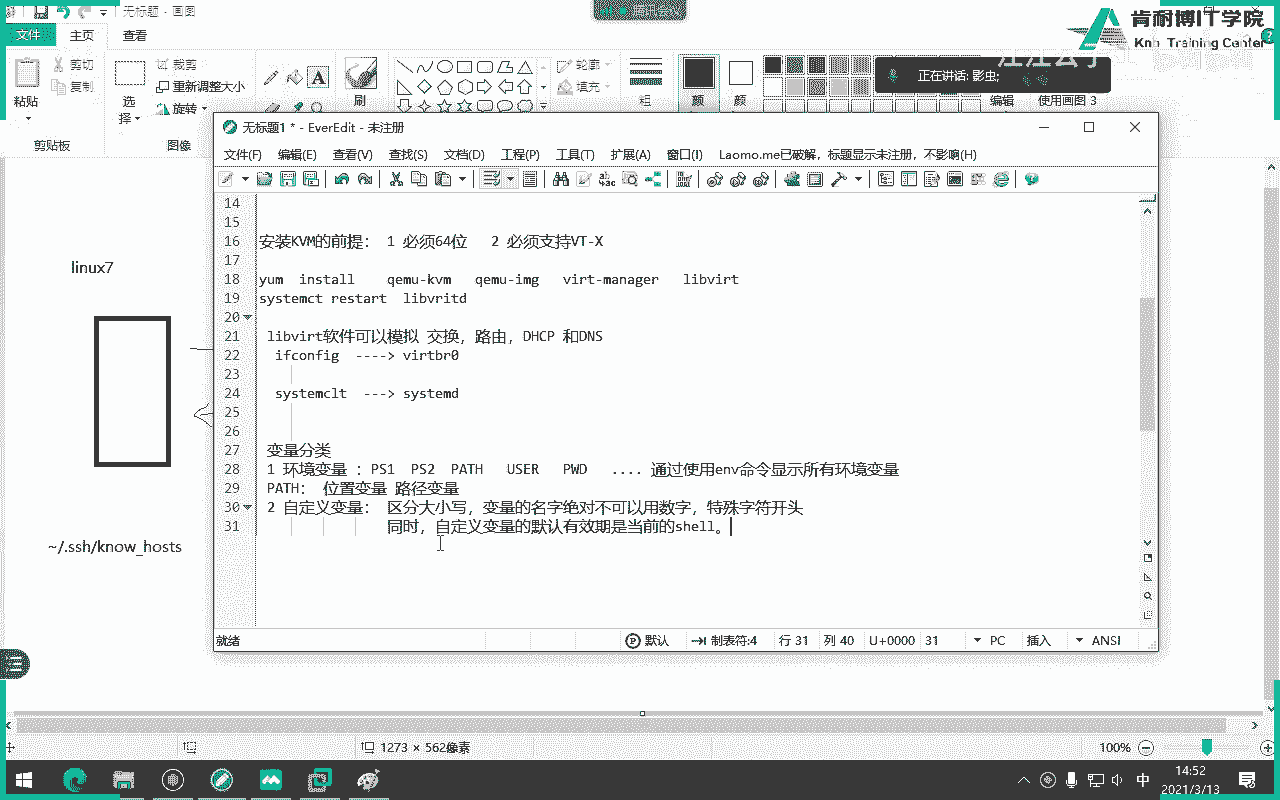 无标题 - 画图
肯耐博IT学院
Training Center
文件 主页 查看
剪切
复制
粘贴
剪贴板
选择
裁剪
重新调整大小
旋转
图像
刷
轮廓
填充
粗
颜
颜
正在讲话: 影虫;
编辑
使用画图 3
无标题1 * - EverEdit - 未注册
文件(F) 编辑(E) 查看(V) 查找(S) 文档(D) 工程(P) 工具(T) 扩展(A) 窗口(I) Laomo.me已破解，标题显示未注册，不影响(H)
14
15
16 安装KVM的前提： 1 必须64位 2 必须支持VT-X
17
18 yum install qemu-kvm qemu-img virt-manager libvirt
19 systemct restart libvritd
20
21 libvirt软件可以模拟 交换，路由，DHCP 和DNS
22 ifconfig ----> virtbr0
23
24 systemclt ---> systemd
25
26
27 变量分类
28 1 环境变量 ：PS1 PS2 PATH USER PWD .... 通过使用env命令显示所有环境变量
29 PATH： 位置变量 路径变量
30 2 自定义变量： 区分大小写，变量的名字绝对不可以用数字，特殊字符开头
31 同时，自定义变量的默认有效期是当前的shell。
linux7
~/.ssh/know_hosts
就绪 默认 制表符:4 行 31 列 40 U+0000 31 PC 插入 ANSI
1273 × 562像素 100%
中 14:52
2021/3/13